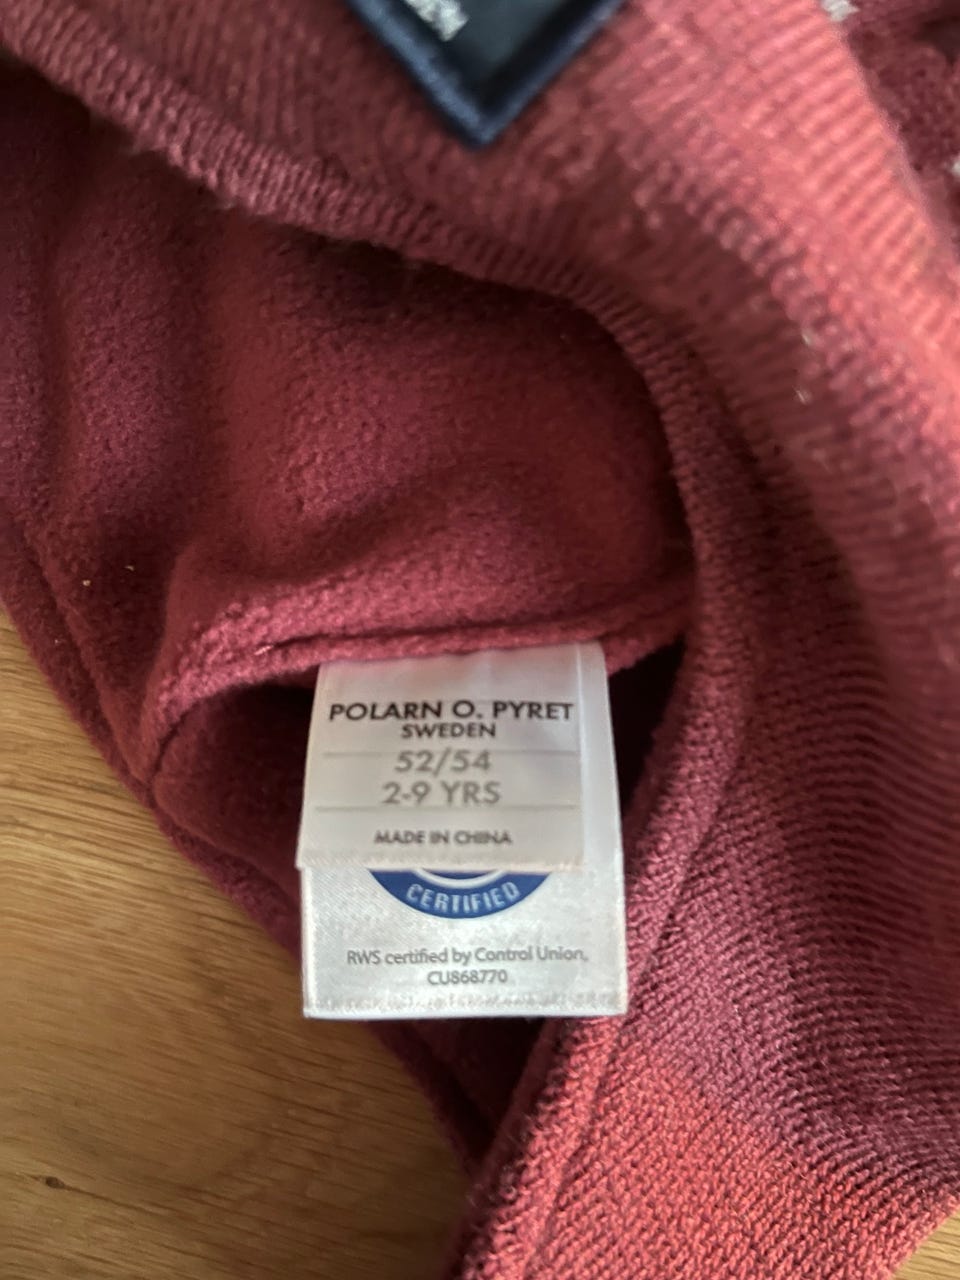 POLARN O. PYRET
SWEDEN
52/54
2-9 YRS
MADE IN CHINA
CERTIFIED
RWS certified by Control Union,
CU868770